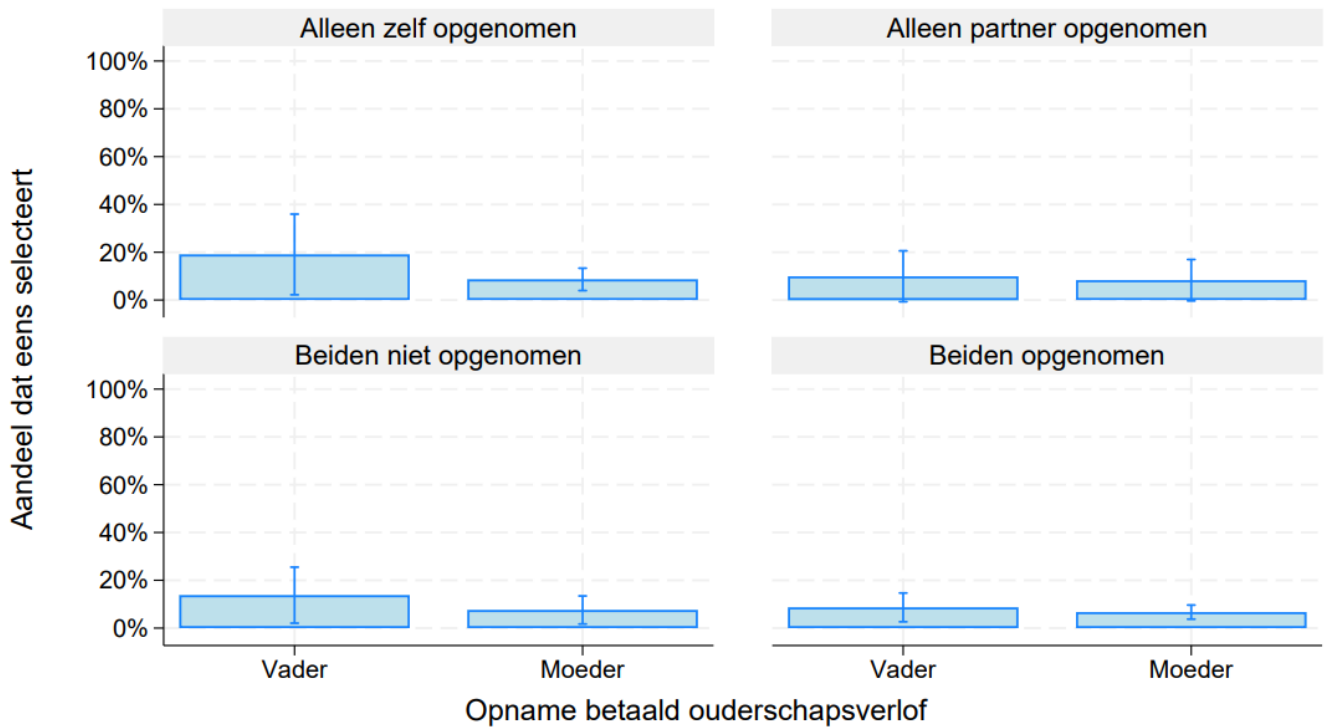 Aandeel dat eens selecteert
Alleen zelf opgenomen
Alleen partner opgenomen
100%
80%
60%
40%
20%
0%
Beiden niet opgenomen
Beiden opgenomen
100%
80%
60%
40%
20%
0%
Vader Moeder Vader Moeder
Opname betaald ouderschapsverlof